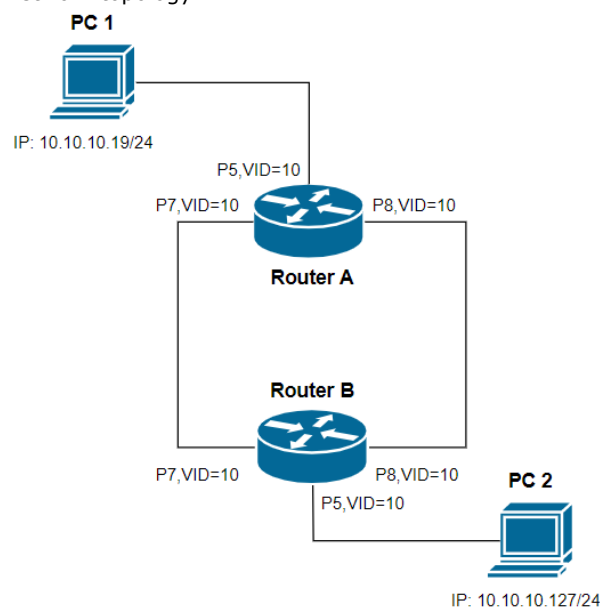 topology
PC 1
IP: 10.10.10.19/24
P5,VID=10
P7,VID=10
P8,VID=10
Router A
Router B
P7,VID=10
P8,VID=10
P5,VID=10
PC 2
IP: 10.10.10.127/24